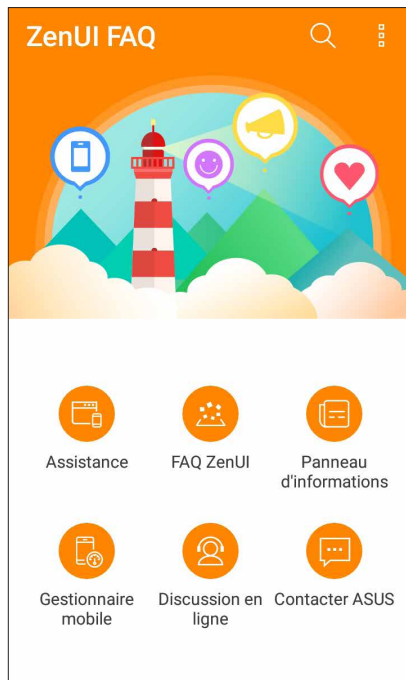 ZenUI FAQ
Assistance
FAQ ZenUI
Panneau
d'informations
Gestionnaire
mobile
Discussion en
ligne
Contacter ASUS